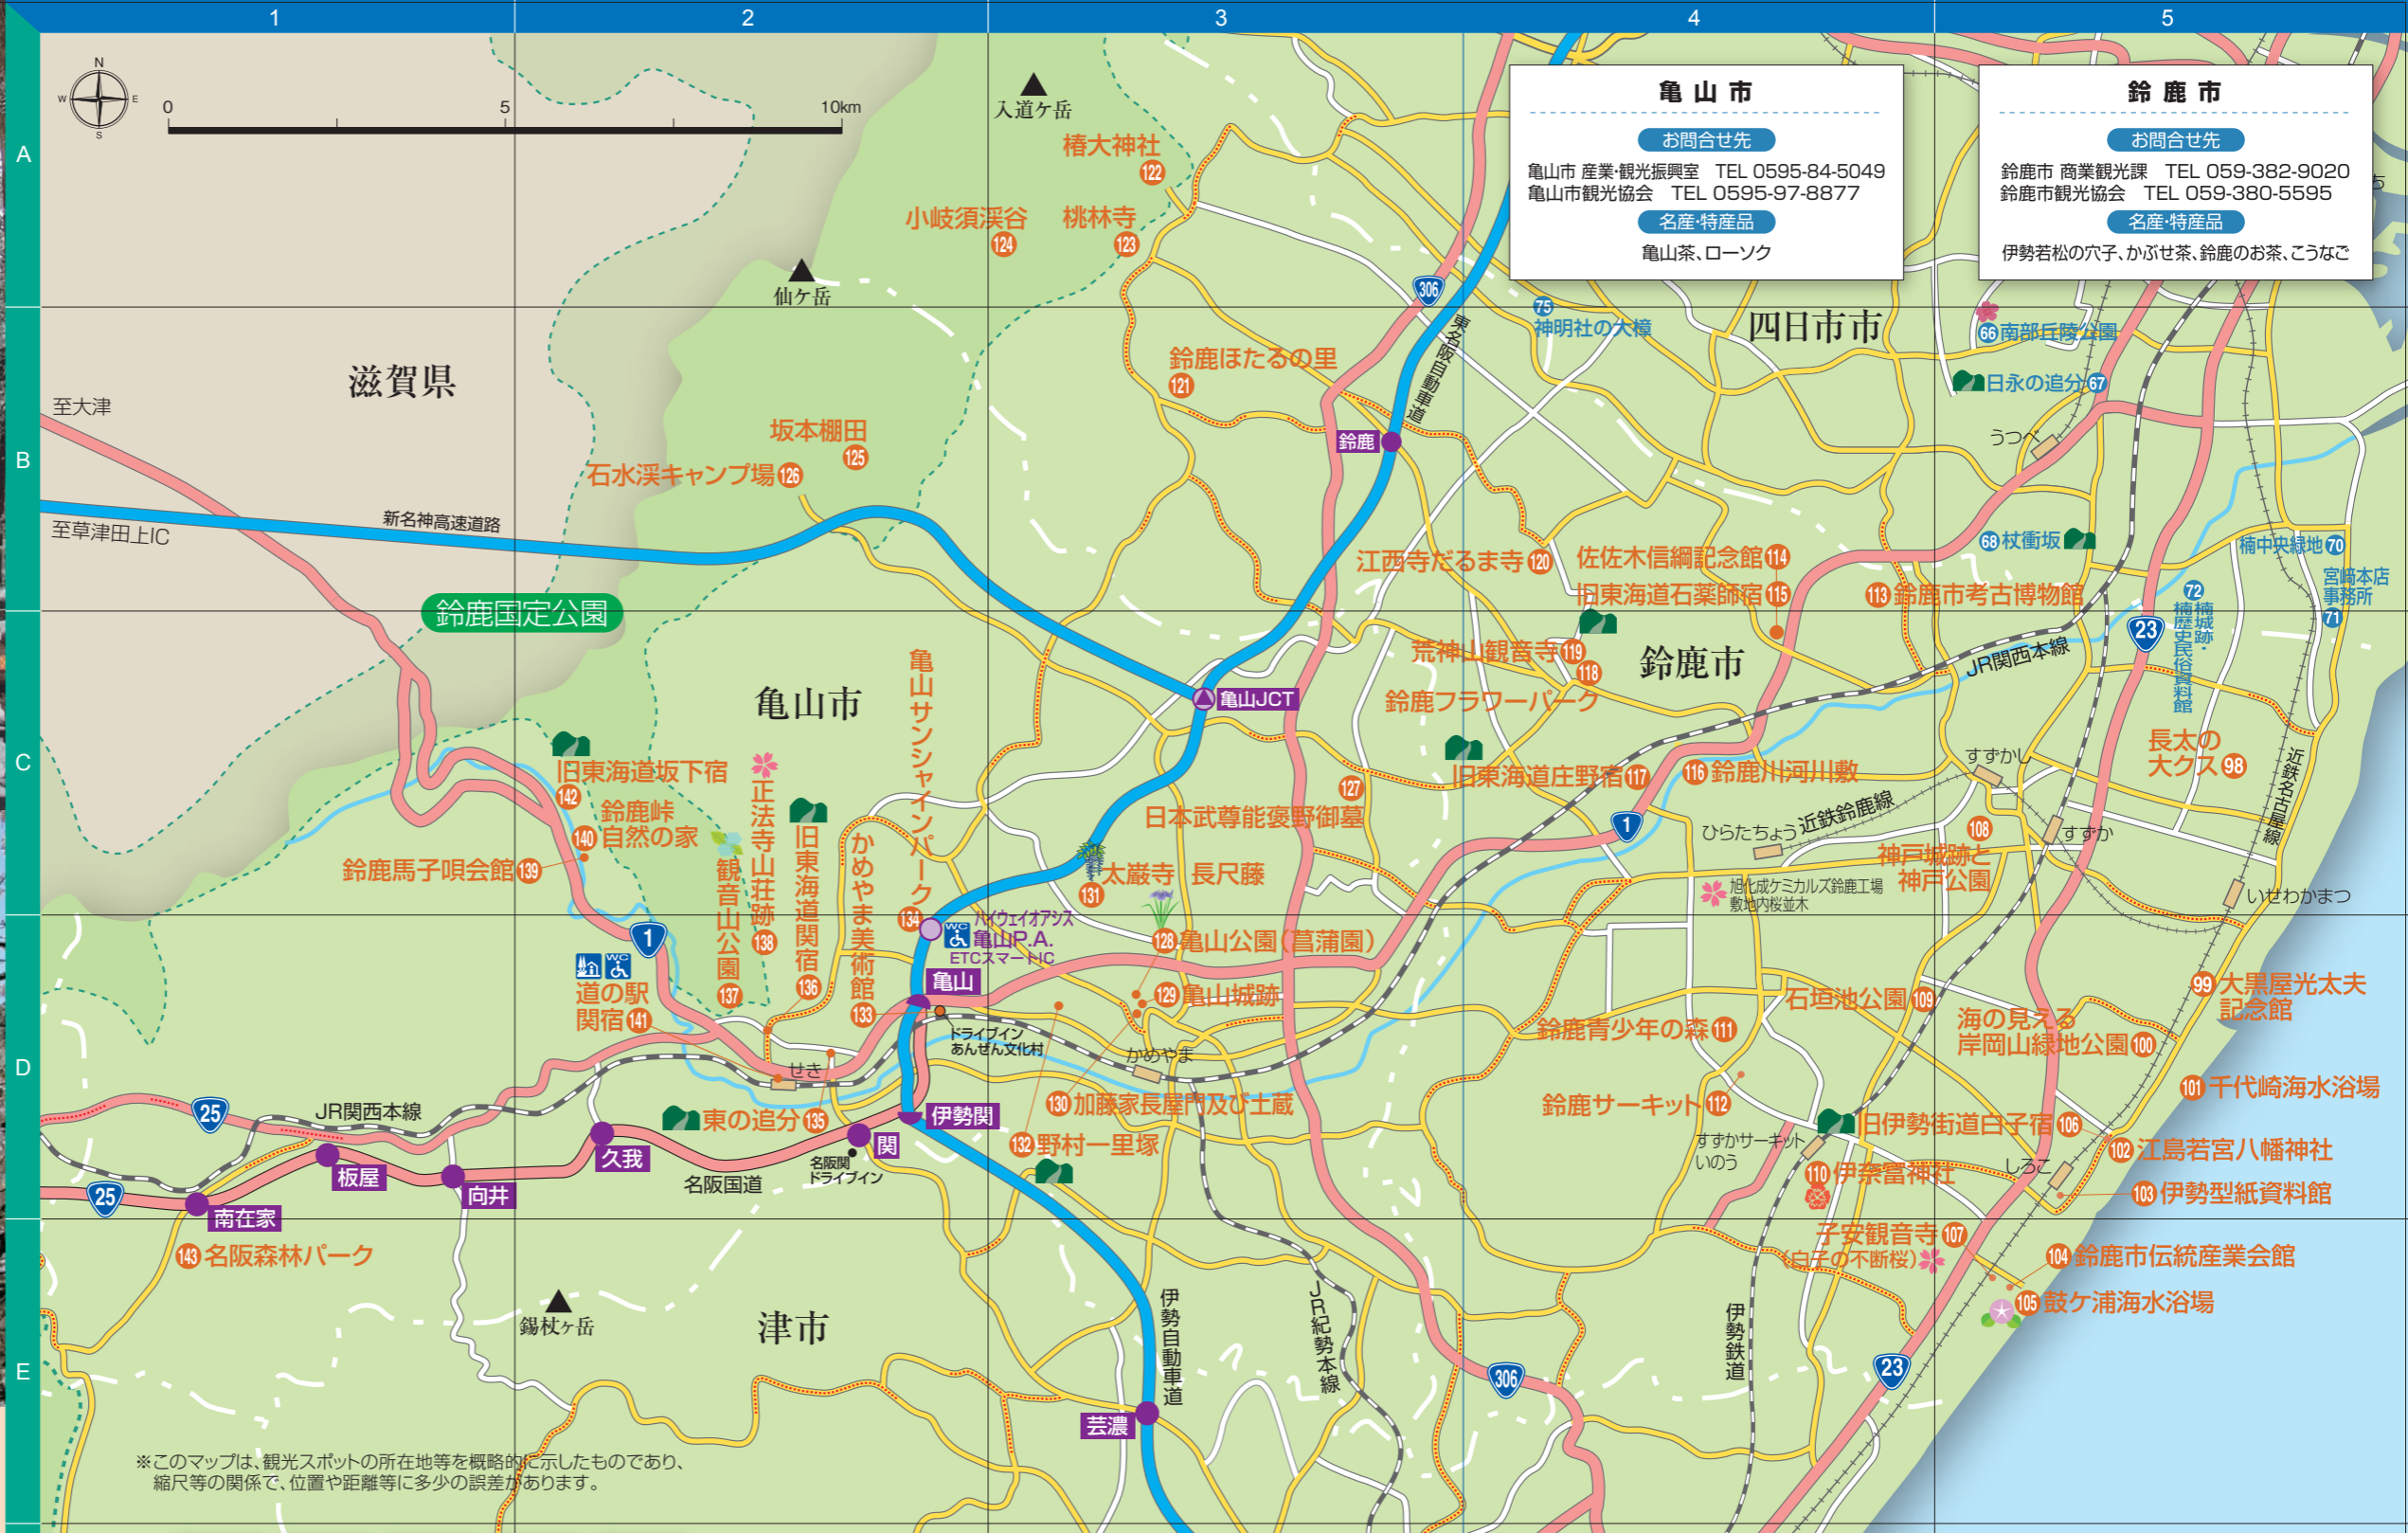 1
2
3
4
5
A
B
C
D
E
N
W
E
S
0
5
10km
亀山市
お問合せ先
亀山市 産業・観光振興室 TEL 0595-84-5049
亀山市観光協会 TEL 0595-97-8877
名産・特産品
亀山茶、ローソク
鈴鹿市
お問合せ先
鈴鹿市 商業観光課 TEL 059-382-9020
鈴鹿市観光協会 TEL 059-380-5595
名産・特産品
伊勢若松の穴子、かぶせ茶、鈴鹿のお茶、こうなご
入道ケ岳
椿大神社
122
小岐須渓谷
124
桃林寺
123
仙ケ岳
306
75
神明社の大樟
四日市市
66 南部丘陵公園
東名阪自動車道
鈴鹿ほたるの里
121
滋賀県
日永の追分 67
至大津
坂本棚田
125
鈴鹿
うつべ
石水渓キャンプ場 126
新名神高速道路
至草津田上IC
68 杖衝坂
楠中央緑地 70
江西寺だるま寺 120
佐佐木信綱記念館 114
宮﨑本店
事務所
71
旧東海道石薬師宿 115
113 鈴鹿市考古博物館
72
楠城跡・
楠歴史民俗資料館
鈴鹿国定公園
23
荒神山観音寺 119
118
鈴鹿フラワーパーク
鈴鹿市
JR関西本線
亀山市
亀山サンシャインパーク
134
亀山JCT
長太の
大クス 98
近鉄名古屋線
すずかし
旧東海道坂下宿
142
正法寺山荘跡
138
旧東海道庄野宿 117
116 鈴鹿川河川敷
127
日本武尊能褒野御墓
鈴鹿峠
140 自然の家
旧東海道関宿
136
かめやま美術館
133
1
ひらたちょう
近鉄鈴鹿線
108
神戸城跡と
神戸公園
すずか
鈴鹿馬子唄会館 139
観音山公園
137
太巌寺 長尺藤
131
旭化成ケミカルズ鈴鹿工場
敷地内桜並木
いせわかまつ
1
ハイウェイオアシス
WC
亀山P.A.
ETCスマートIC
128 亀山公園(菖蒲園)
WC
道の駅
関宿 141
亀山
129 亀山城跡
石垣池公園 109
99 大黒屋光太夫
記念館
ドライブイン
あんぜん文化村
かめやま
鈴鹿青少年の森 111
海の見える
岸岡山緑地公園 100
せき
101 千代崎海水浴場
25
JR関西本線
東の追分 135
伊勢関
130 加藤家長屋門及び土蔵
鈴鹿サーキット 112
旧伊勢街道白子宿 106
関
132 野村一里塚
すずかサーキット
いのう
102 江島若宮八幡神社
久我
板屋
名阪関
ドライブイン
名阪国道
110 伊奈冨神社
しろこ
103 伊勢型紙資料館
25
向井
南在家
143 名阪森林パーク
子安観音寺 107
(白子の不断桜)
104 鈴鹿市伝統産業会館
105 鼓ケ浦海水浴場
錫杖ケ岳
津市
伊勢自動車道
JR紀勢本線
伊勢鉄道
306
23
芸濃
※このマップは、観光スポットの所在地等を概略的に示したものであり、
縮尺等の関係で、位置や距離等に多少の誤差があります。